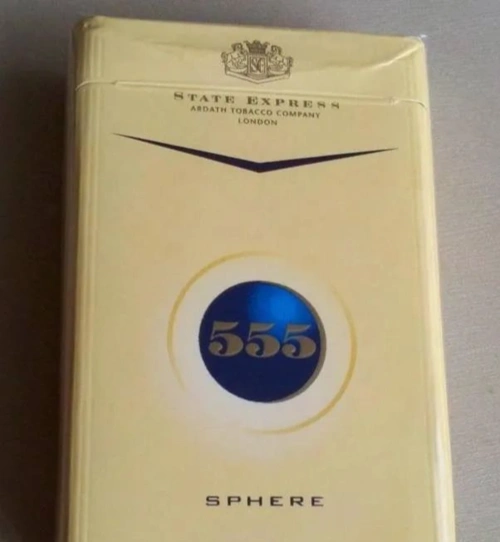 STATE EXPRESS
ARDATH TOBACCO COMPANY
LONDON
555
SPHERE